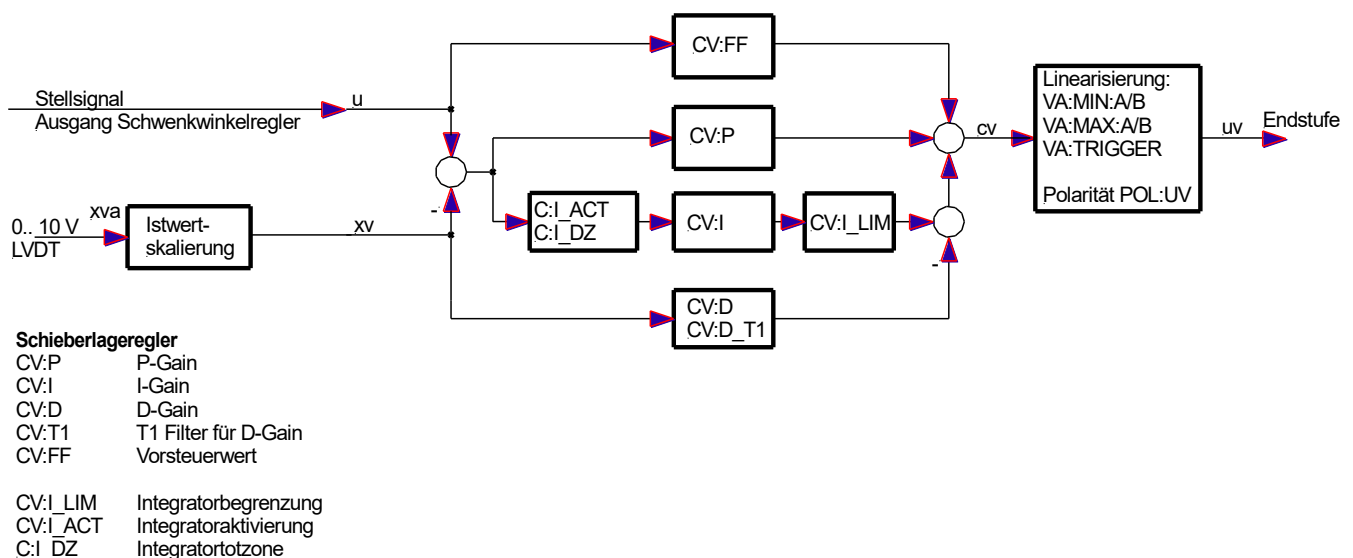 CV:FF
Stellsignal
Ausgang Schwenkwinkelregler
u
Linearisierung:
VA:MIN:A/B
VA:MAX:A/B
VA:TRIGGER
Polarität POL:UV
CV:P
cv
uv
Endstufe
-
xva
0.. 10 V
LVDT
Istwert-
skalierung
xv
C:I_ACT
C:I_DZ
CV:I
CV:I_LIM
-
CV:D
CV:D_T1
Schieberlageregler
CV:P P-Gain
CV:I I-Gain
CV:D D-Gain
CV:T1 T1 Filter für D-Gain
CV:FF Vorsteuerwert
CV:I_LIM Integratorbegrenzung
CV:I_ACT Integratoraktivierung
C:I_DZ Integratortotzone